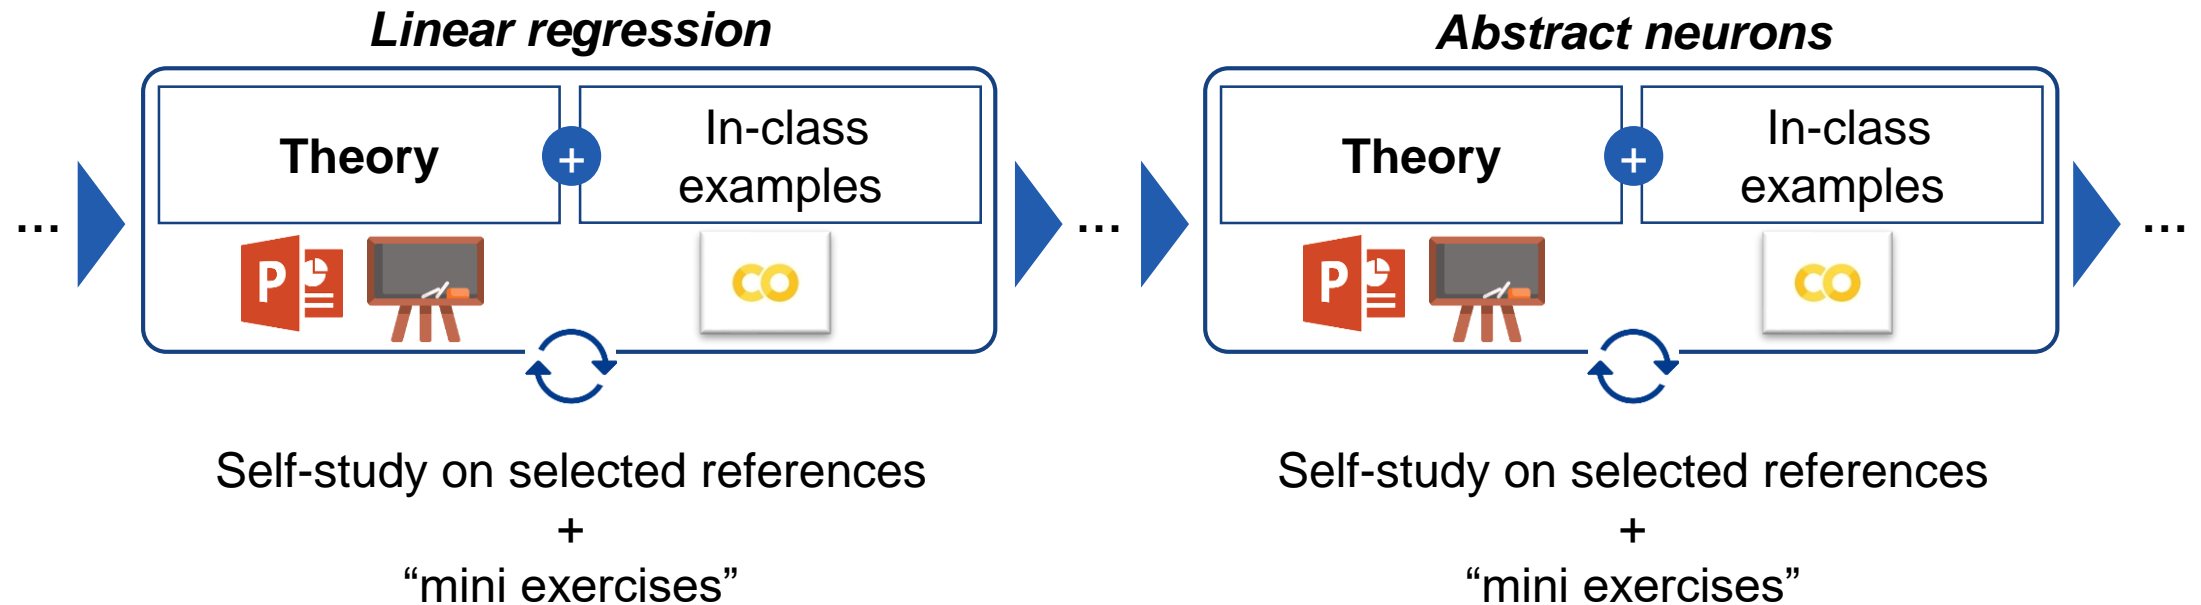 Linear regression
Theory
+
In-class
examples
P
CO
Self-study on selected references
+
“mini exercises”
...
...
Abstract neurons
Theory
+
In-class
examples
P
CO
Self-study on selected references
+
“mini exercises”
...